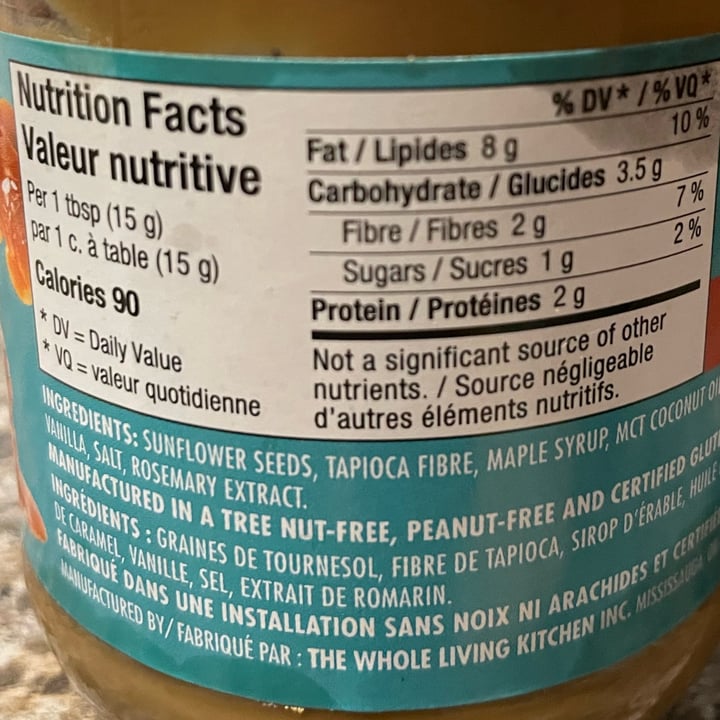 Nutrition Facts
Valeur nutritive
Per 1 tbsp (15 g)
par 1 c. à table (15 g)
Calories 90
* DV = Daily Value
* VQ = valeur quotidienne
% DV* / % VQ*
Fat / Lipides 8 g 10 %
Carbohydrate / Glucides 3.5 g
Fibre / Fibres 2 g 7 %
Sugars / Sucres 1 g 2 %
Protein / Protéines 2 g
Not a significant source of other
nutrients. / Source négligeable
d'autres éléments nutritifs.
INGREDIENTS: SUNFLOWER SEEDS, TAPIOCA FIBRE, MAPLE SYRUP, MCT COCONUT
VANILLA, SALT, ROSEMARY EXTRACT.
MANUFACTURED IN A TREE NUT-FREE, PEANUT-FREE AND CERTIFIED
INGRÉDIENTS : GRAINES DE TOURNESOL, FIBRE DE TAPIOCA, SIROP D'ÉRABLE, HUILE
DE CARAMEL, VANILLE, SEL, EXTRAIT DE ROMARIN.
FABRIQUÉ DANS UNE INSTALLATION SANS NOIX NI ARACHIDES ET
MANUFACTURED BY/ FABRIQUÉ PAR : THE WHOLE LIVING KITCHEN INC. MISSISSAUGA,